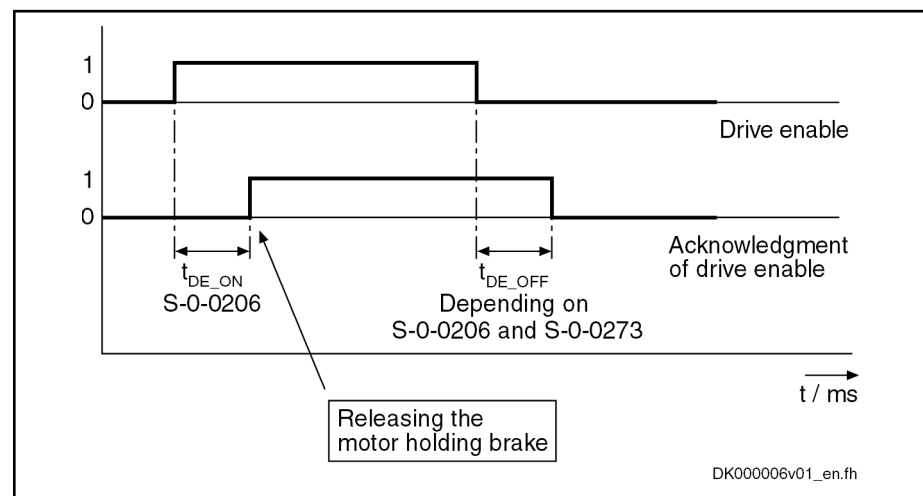 1
0
Drive enable
1
0
Acknowledgment
of drive enable
tDE_ON
S-0-0206
tDE_OFF
Depending on
S-0-0206 and S-0-0273
t / ms
Releasing the
motor holding brake
DK000006v01_en.fh